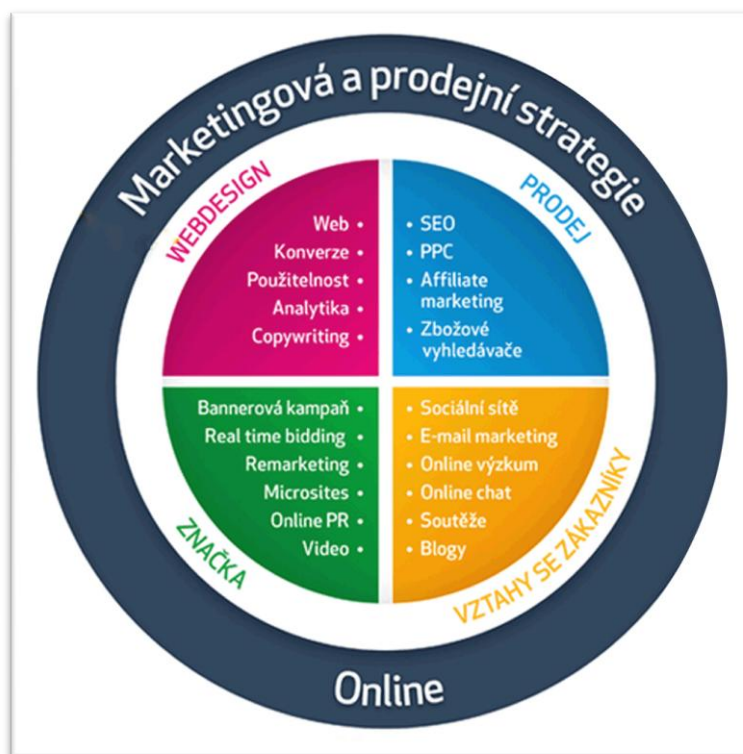 Marketingová a prodejní strategie
WEBDESIGN
Web •
Konverze •
Použitelnost •
Analytika •
Copywriting •
PRODEJ
• SEO
• PPC
• Affiliate
marketing
• Zbožové
vyhledávače
Bannerová kampaň •
Real time bidding •
Remarketing •
Microsites •
Online PR •
Video •
ZNAČKA
• Sociální sítě
• E-mail marketing
• Online výzkum
• Online chat
• Soutěže
• Blogy
VZTAHY SE ZÁKAZNÍKY
Online